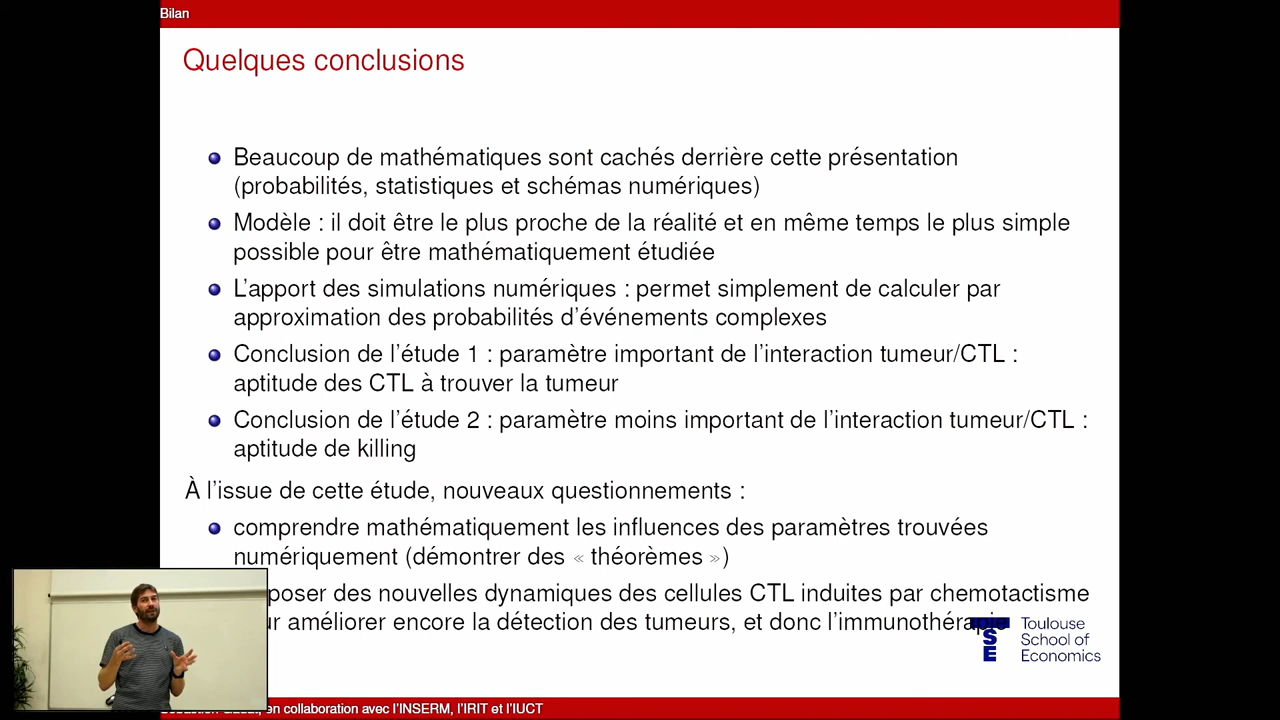 Bilan
Quelques conclusions
Beaucoup de mathématiques sont cachés derrière cette présentation
(probabilités, statistiques et schémas numériques)
Modèle : il doit être le plus proche de la réalité et en même temps le plus simple
possible pour être mathématiquement étudiée
L'apport des simulations numériques : permet simplement de calculer par
approximation des probabilités d'événements complexes
Conclusion de l'étude 1 : paramètre important de l'interaction tumeur/CTL :
aptitude des CTL à trouver la tumeur
Conclusion de l'étude 2 : paramètre moins important de l'interaction tumeur/CTL :
aptitude de killing
À l'issue de cette étude, nouveaux questionnements :
comprendre mathématiquement les influences des paramètres trouvées
numériquement (démontrer des « théorèmes »)
poser des nouvelles dynamiques des cellules CTL induites par chemotactisme
améliorer encore la détection des tumeurs, et donc l'immunothérapie
TSE
Toulouse
School of
Economics
en collaboration avec l'INSERM, l'IRIT et l'IUCT